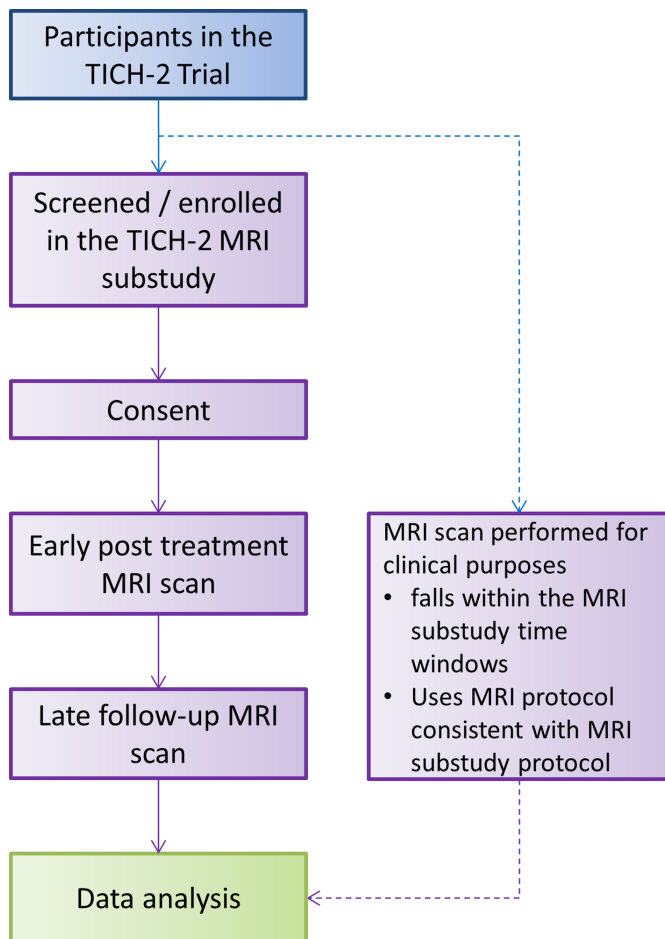 Participants in the
TICH-2 Trial
Screened / enrolled
in the TICH-2 MRI
substudy
Consent
Early post treatment
MRI scan
Late follow-up MRI
scan
Data analysis
MRI scan performed for
clinical purposes
• falls within the MRI
substudy time
windows
• Uses MRI protocol
consistent with MRI
substudy protocol